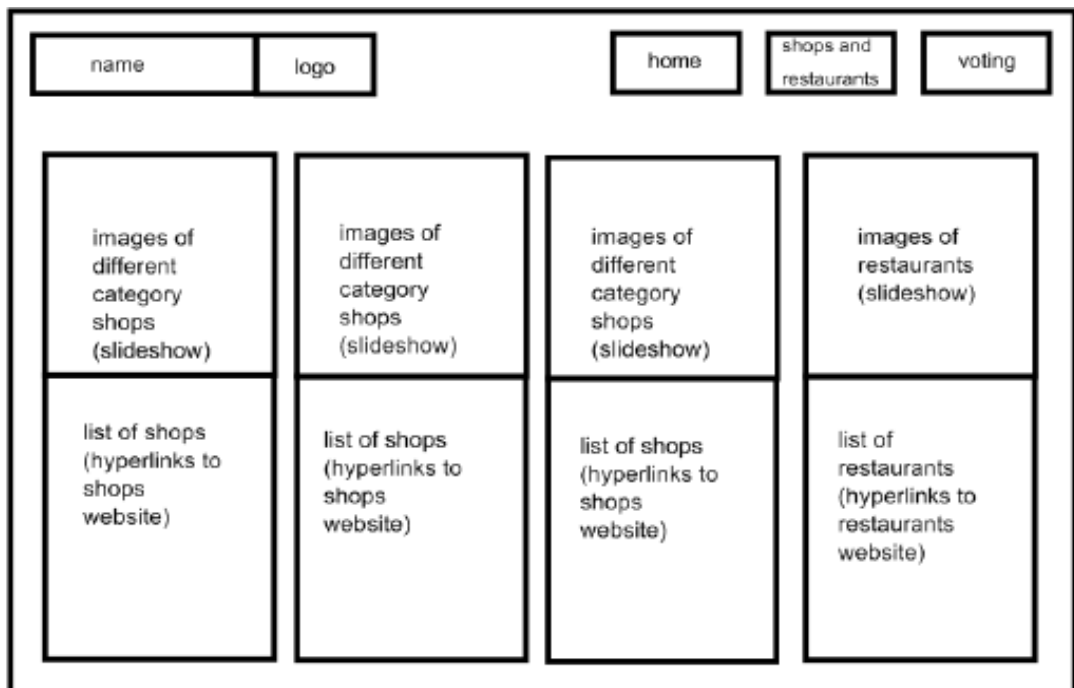 name
logo
home
shops and
restaurants
voting
images of
different
category
shops
(slideshow)
images of
different
category
shops
(slideshow)
images of
different
category
shops
(slideshow)
images of
restaurants
(slideshow)
list of shops
(hyperlinks to
shops
website)
list of shops
(hyperlinks to
shops
website)
list of shops
(hyperlinks to
shops
website)
list of
restaurants
(hyperlinks to
restaurants
website)